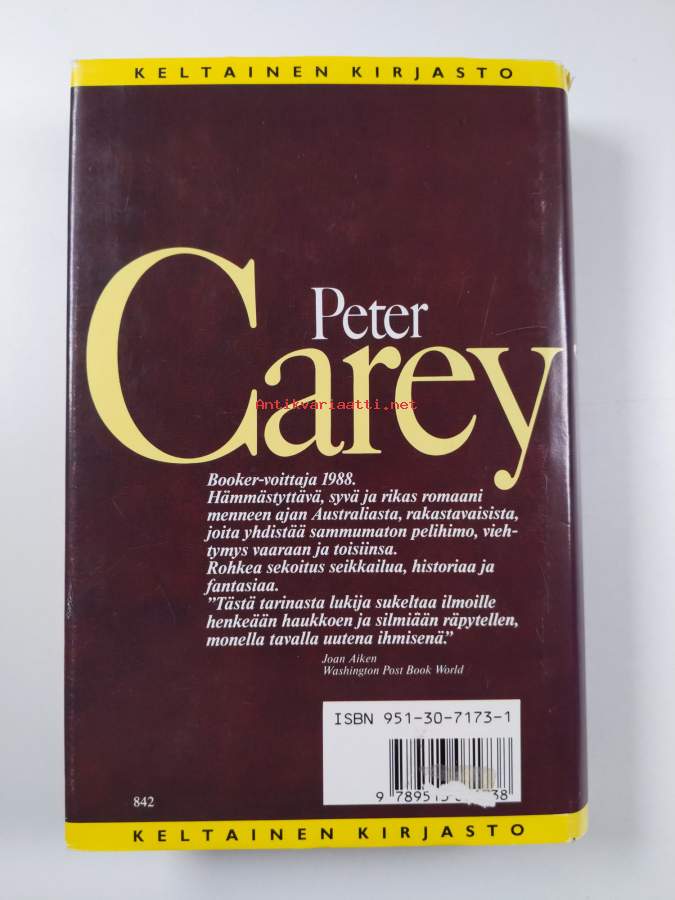 KELTAINEN KIRJASTO
Peter
Carey
Antikvariaatti.net
Booker-voittaja 1988.
Hämmästyttävä, syvä ja rikas romaani
menneen ajan Australiasta, rakastavaisista,
joita yhdistää sammumaton pelihimo, vieh-
tymys vaaraan ja toisiinsa.
Rohkea sekoitus seikkailua, historiaa ja
fantasiaa.
”Tästä tarinasta lukija sukeltaa ilmoille
henkeään haukkoen ja silmiään räpytellen,
monella tavalla uutena ihmisenä.”
Joan Aiken
Washington Post Book World
ISBN 951-30-7173-1
9 789513
842
KELTAINEN KIRJASTO